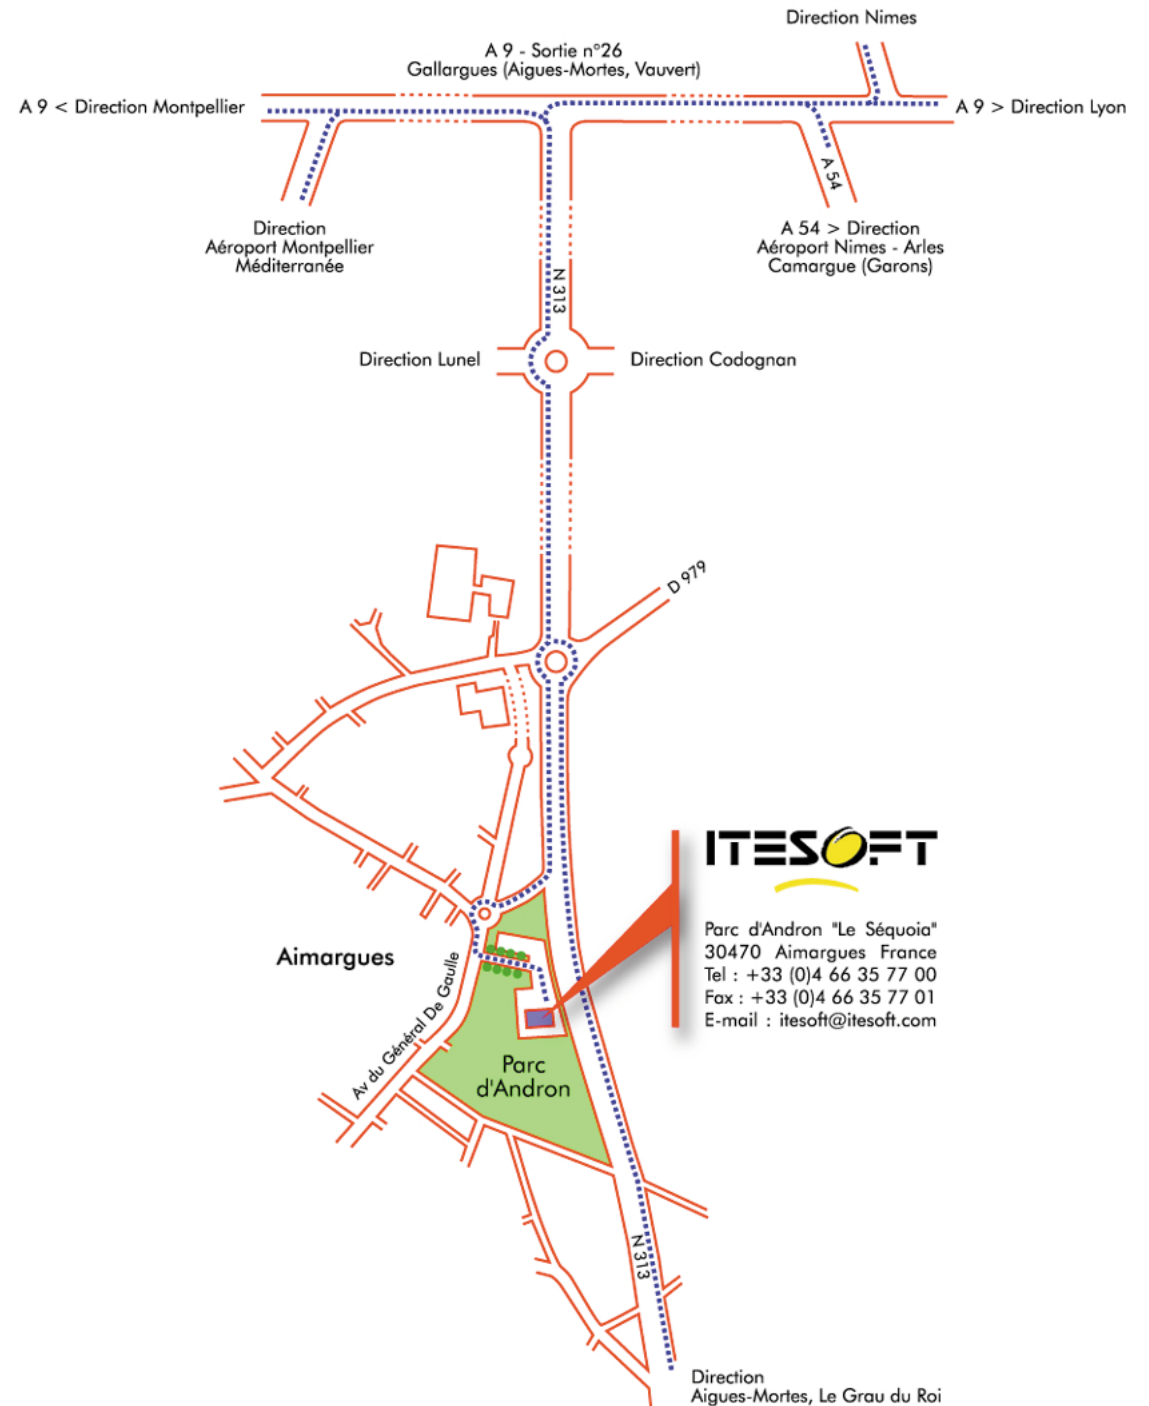 Direction Nimes
A 9 - Sortie n°26
Gallargues (Aigues-Mortes, Vauvert)
A 9 < Direction Montpellier
A 9 > Direction Lyon
A 54
Direction
Aéroport Montpellier
Méditerranée
A 54 > Direction
Aéroport Nimes - Arles
Camargue (Garons)
N 313
Direction Lunel
Direction Codognan
D 979
ITESOFT
Parc d'Andron "Le Séquoia"
30470 Aimargues France
Tel : +33 (0)4 66 35 77 00
Fax : +33 (0)4 66 35 77 01
E-mail : itesoft@itesoft.com
Aimargues
Av du Général De Gaulle
Parc
d'Andron
N 313
Direction
Aigues-Mortes, Le Grau du Roi